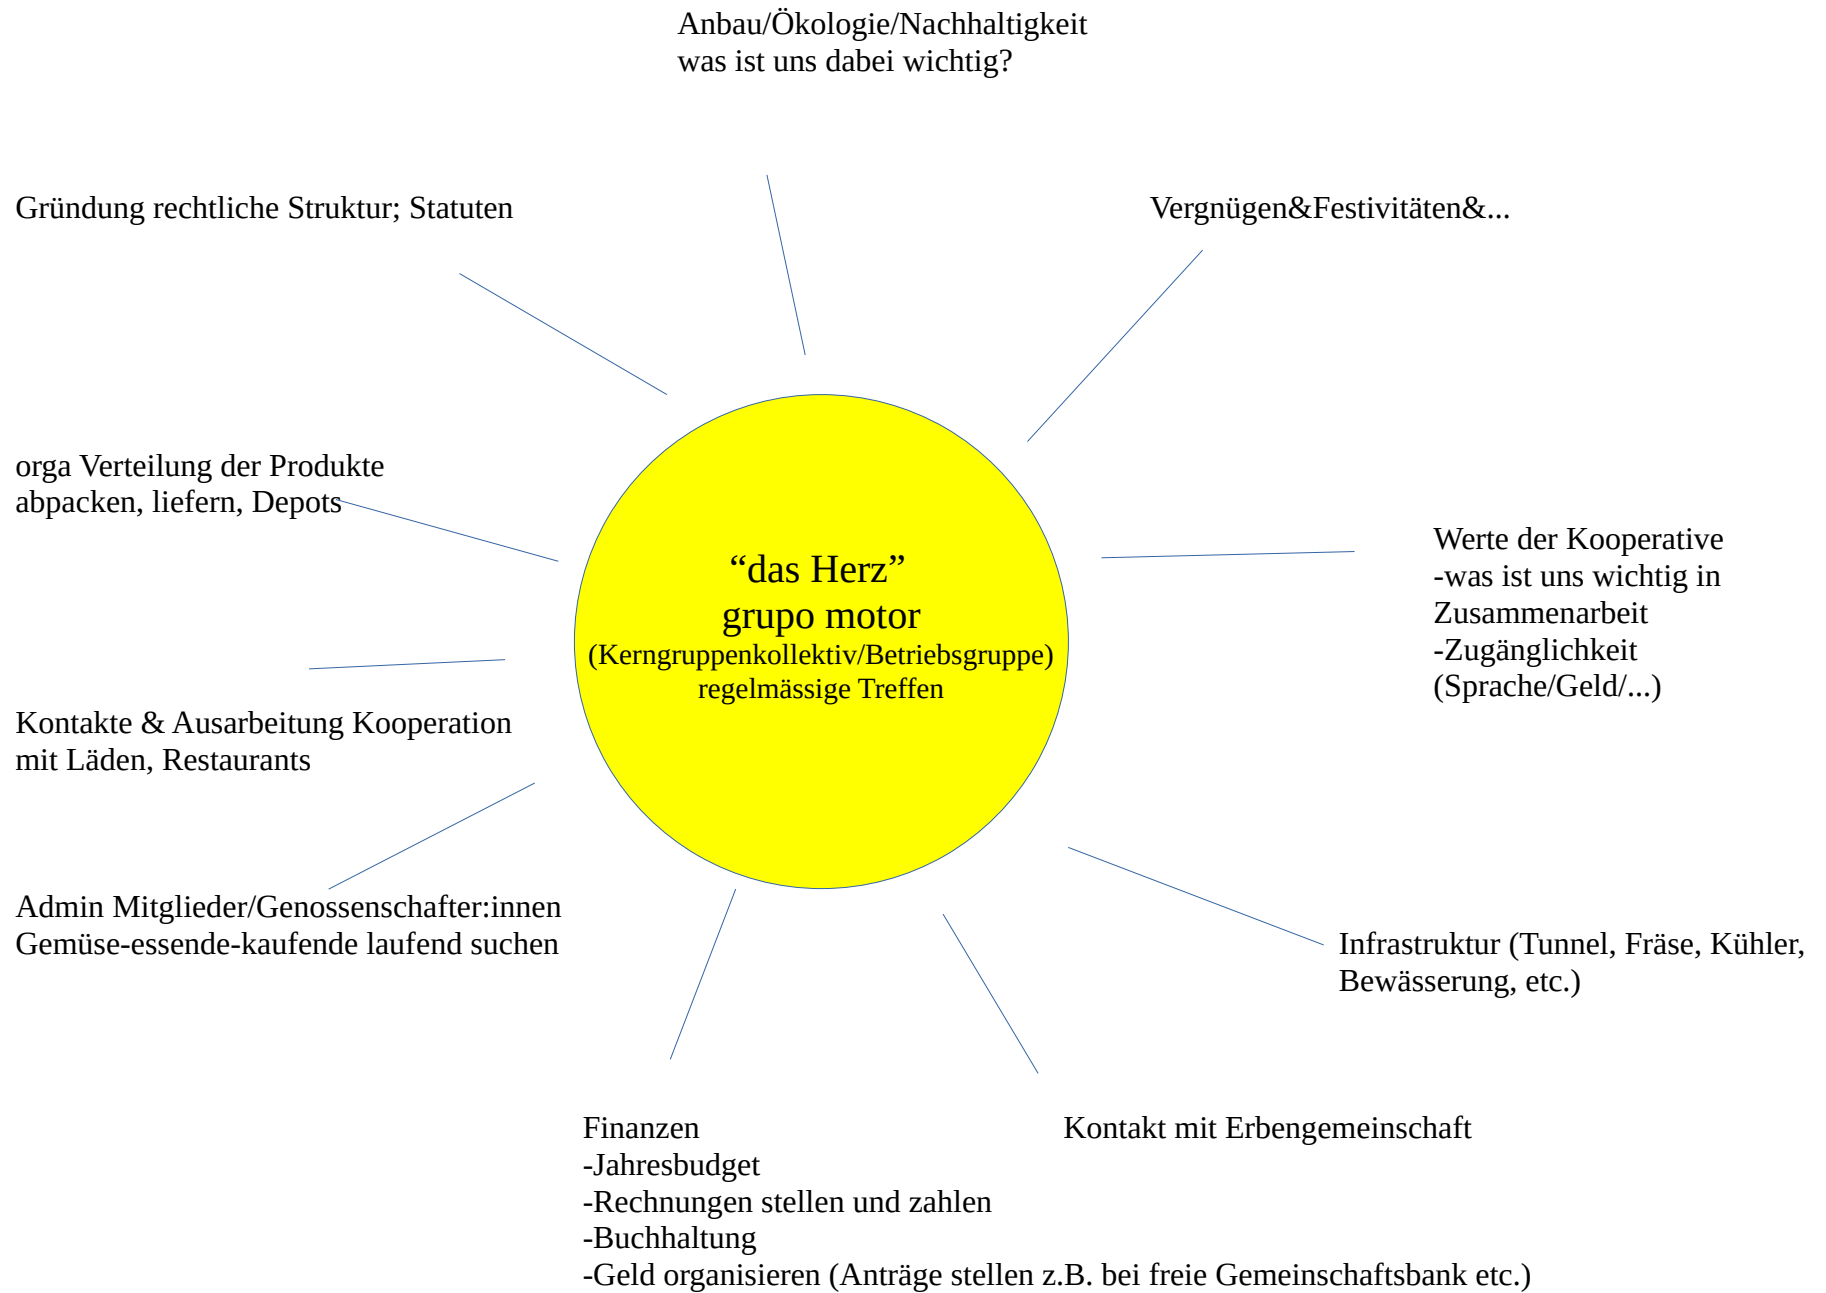 Anbau/Ökologie/Nachhaltigkeit
was ist uns dabei wichtig?
Gründung rechtliche Struktur; Statuten
Vergnügen&Festivitäten&...
orga Verteilung der Produkte
abpacken, liefern, Depots
“das Herz”
grupo motor
(Kerngruppenkollektiv/Betriebsgruppe)
regelmässige Treffen
Werte der Kooperative
-was ist uns wichtig in
Zusammenarbeit
-Zugänglichkeit
(Sprache/Geld/...)
Kontakte & Ausarbeitung Kooperation
mit Läden, Restaurants
Admin Mitglieder/Genossenschafter:innen
Gemüse-essende-kaufende laufend suchen
Infrastruktur (Tunnel, Fräse, Kühler,
Bewässerung, etc.)
Finanzen
-Jahresbudget
-Rechnungen stellen und zahlen
-Buchhaltung
-Geld organisieren (Anträge stellen z.B. bei freie Gemeinschaftsbank etc.)
Kontakt mit Erbengemeinschaft